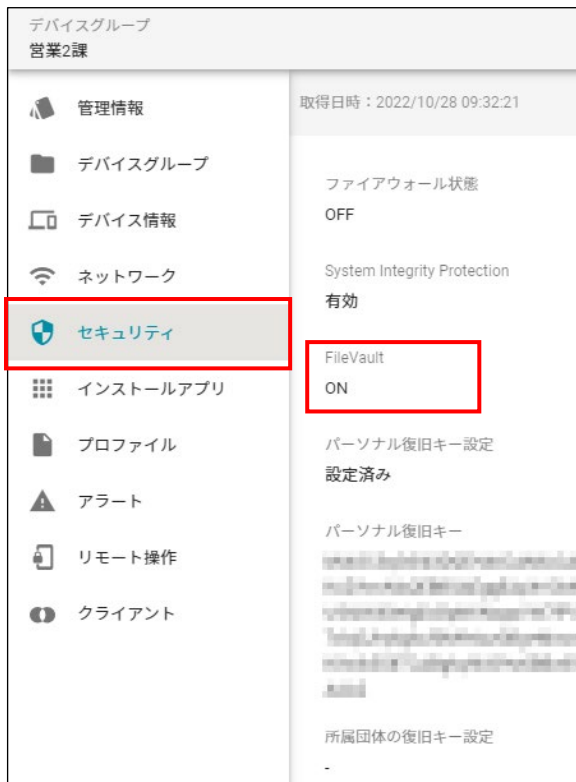 デバイスグループ
営業2課
管理情報
デバイスグループ
デバイス情報
ネットワーク
セキュリティ
インストールアプリ
プロファイル
アラート
リモート操作
クライアント
取得日時：2022/10/28 09:32:21
ファイアウォール状態
OFF
System Integrity Protection
有効
FileVault
ON
パーソナル復旧キー設定
設定済み
パーソナル復旧キー
所属団体の復旧キー設定
-